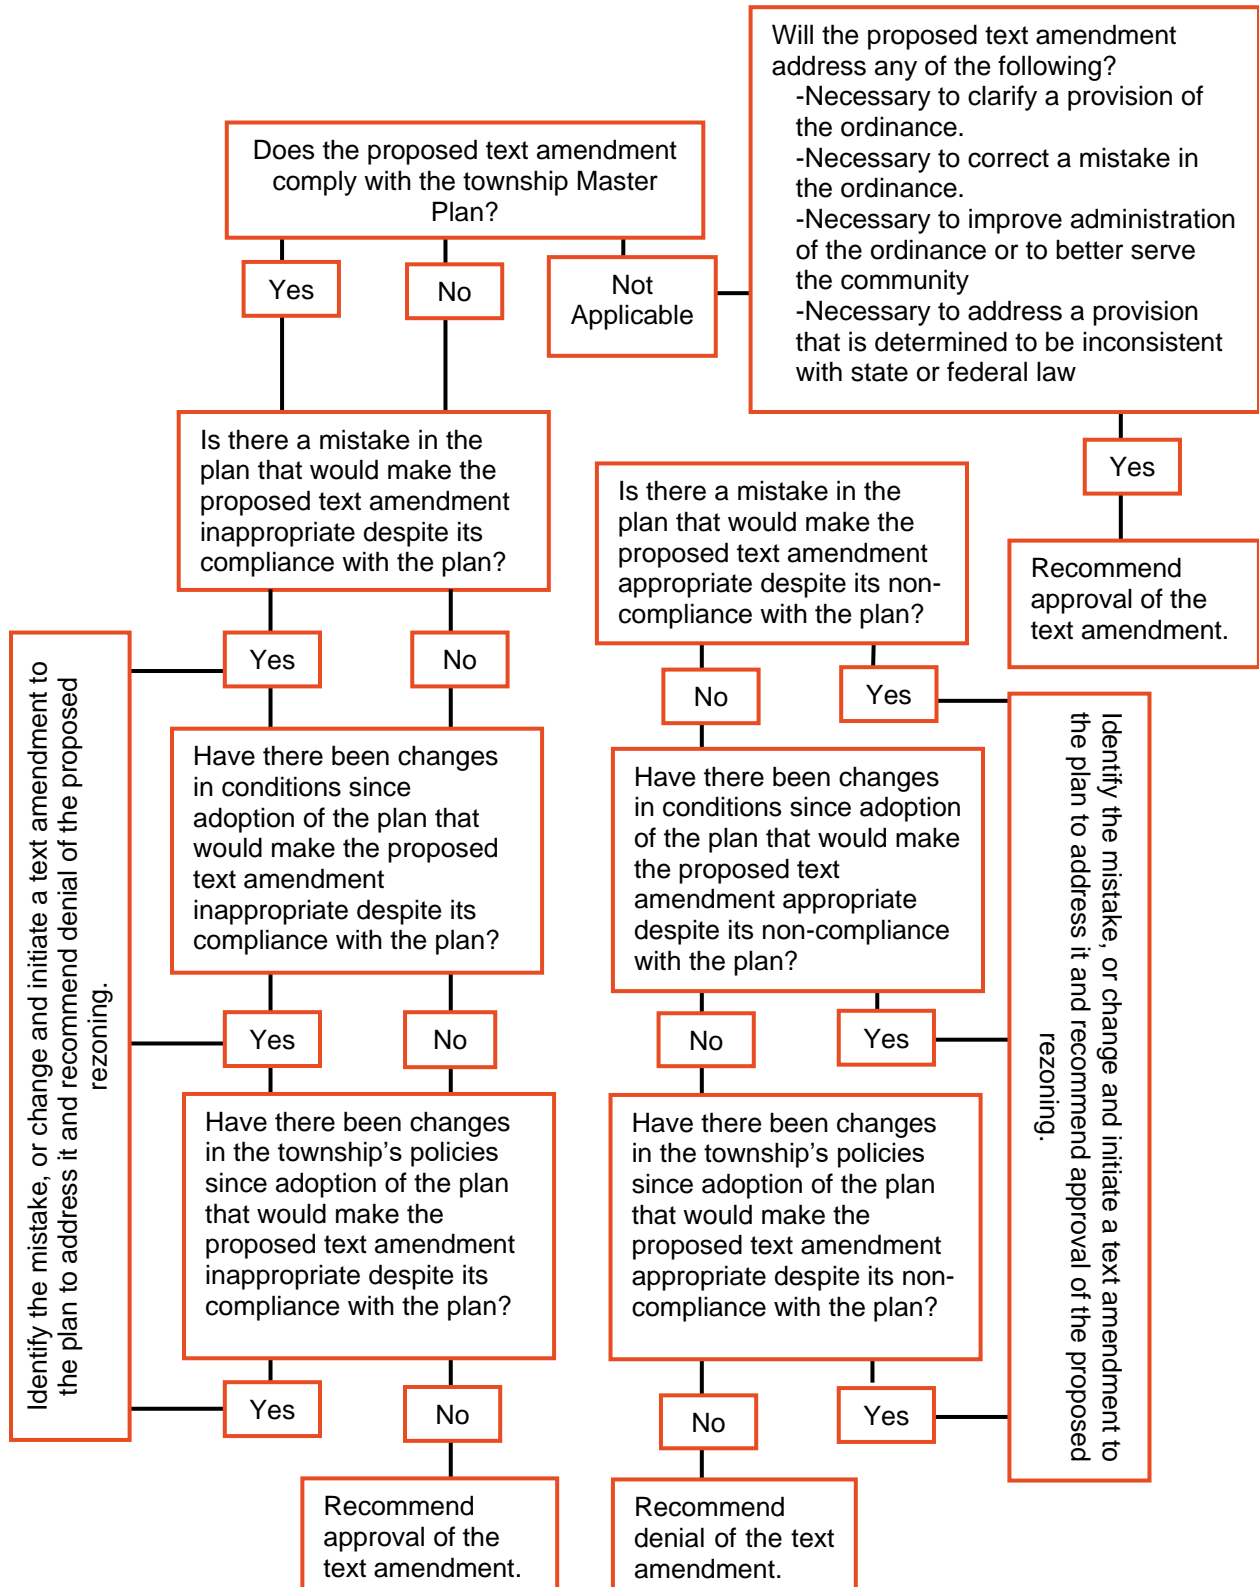 Will the proposed text amendment
address any of the following?
-Necessary to clarify a provision of
the ordinance.
-Necessary to correct a mistake in
the ordinance.
-Necessary to improve administration
of the ordinance or to better serve
the community
-Necessary to address a provision
that is determined to be inconsistent
with state or federal law
Does the proposed text amendment
comply with the township Master
Plan?
Yes
No
Not
Applicable
Yes
Recommend
approval of the
text amendment.
Is there a mistake in the
plan that would make the
proposed text amendment
inappropriate despite its
compliance with the plan?
Yes
No
Have there been changes
in conditions since
adoption of the plan that
would make the proposed
text amendment
inappropriate despite its
compliance with the plan?
Yes
No
Have there been changes
in the township’s policies
since adoption of the plan
that would make the
proposed text amendment
inappropriate despite its
compliance with the plan?
Yes
No
Recommend
approval of the
text amendment.
Identify the mistake, or change and initiate a text amendment to
the plan to address it and recommend denial of the proposed
rezoning.
Is there a mistake in the
plan that would make the
proposed text amendment
appropriate despite its non-
compliance with the plan?
No
Yes
Have there been changes
in conditions since adoption
of the plan that would make
the proposed text
amendment appropriate
despite its non-compliance
with the plan?
No
Yes
Have there been changes
in the township’s policies
since adoption of the plan
that would make the
proposed text amendment
appropriate despite its non-
compliance with the plan?
No
Yes
Recommend
denial of the text
amendment.
Identify the mistake, or change and initiate a text amendment to
the plan to address it and recommend approval of the proposed
rezoning.